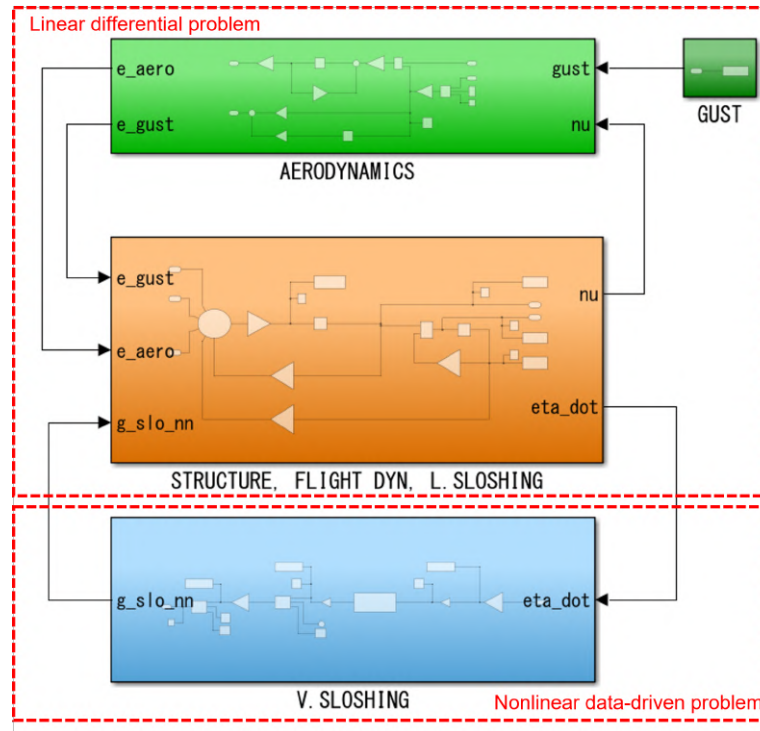 Linear differential problem
e_aero
e_gust
gust
nu
AERODYNAMICS
GUST
e_gust
e_aero
g_slo_nn
nu
eta_dot
STRUCTURE, FLIGHT DYN, L.SLOSHING
g_slo_nn
eta_dot
V.SLOSHING
Nonlinear data-driven problem